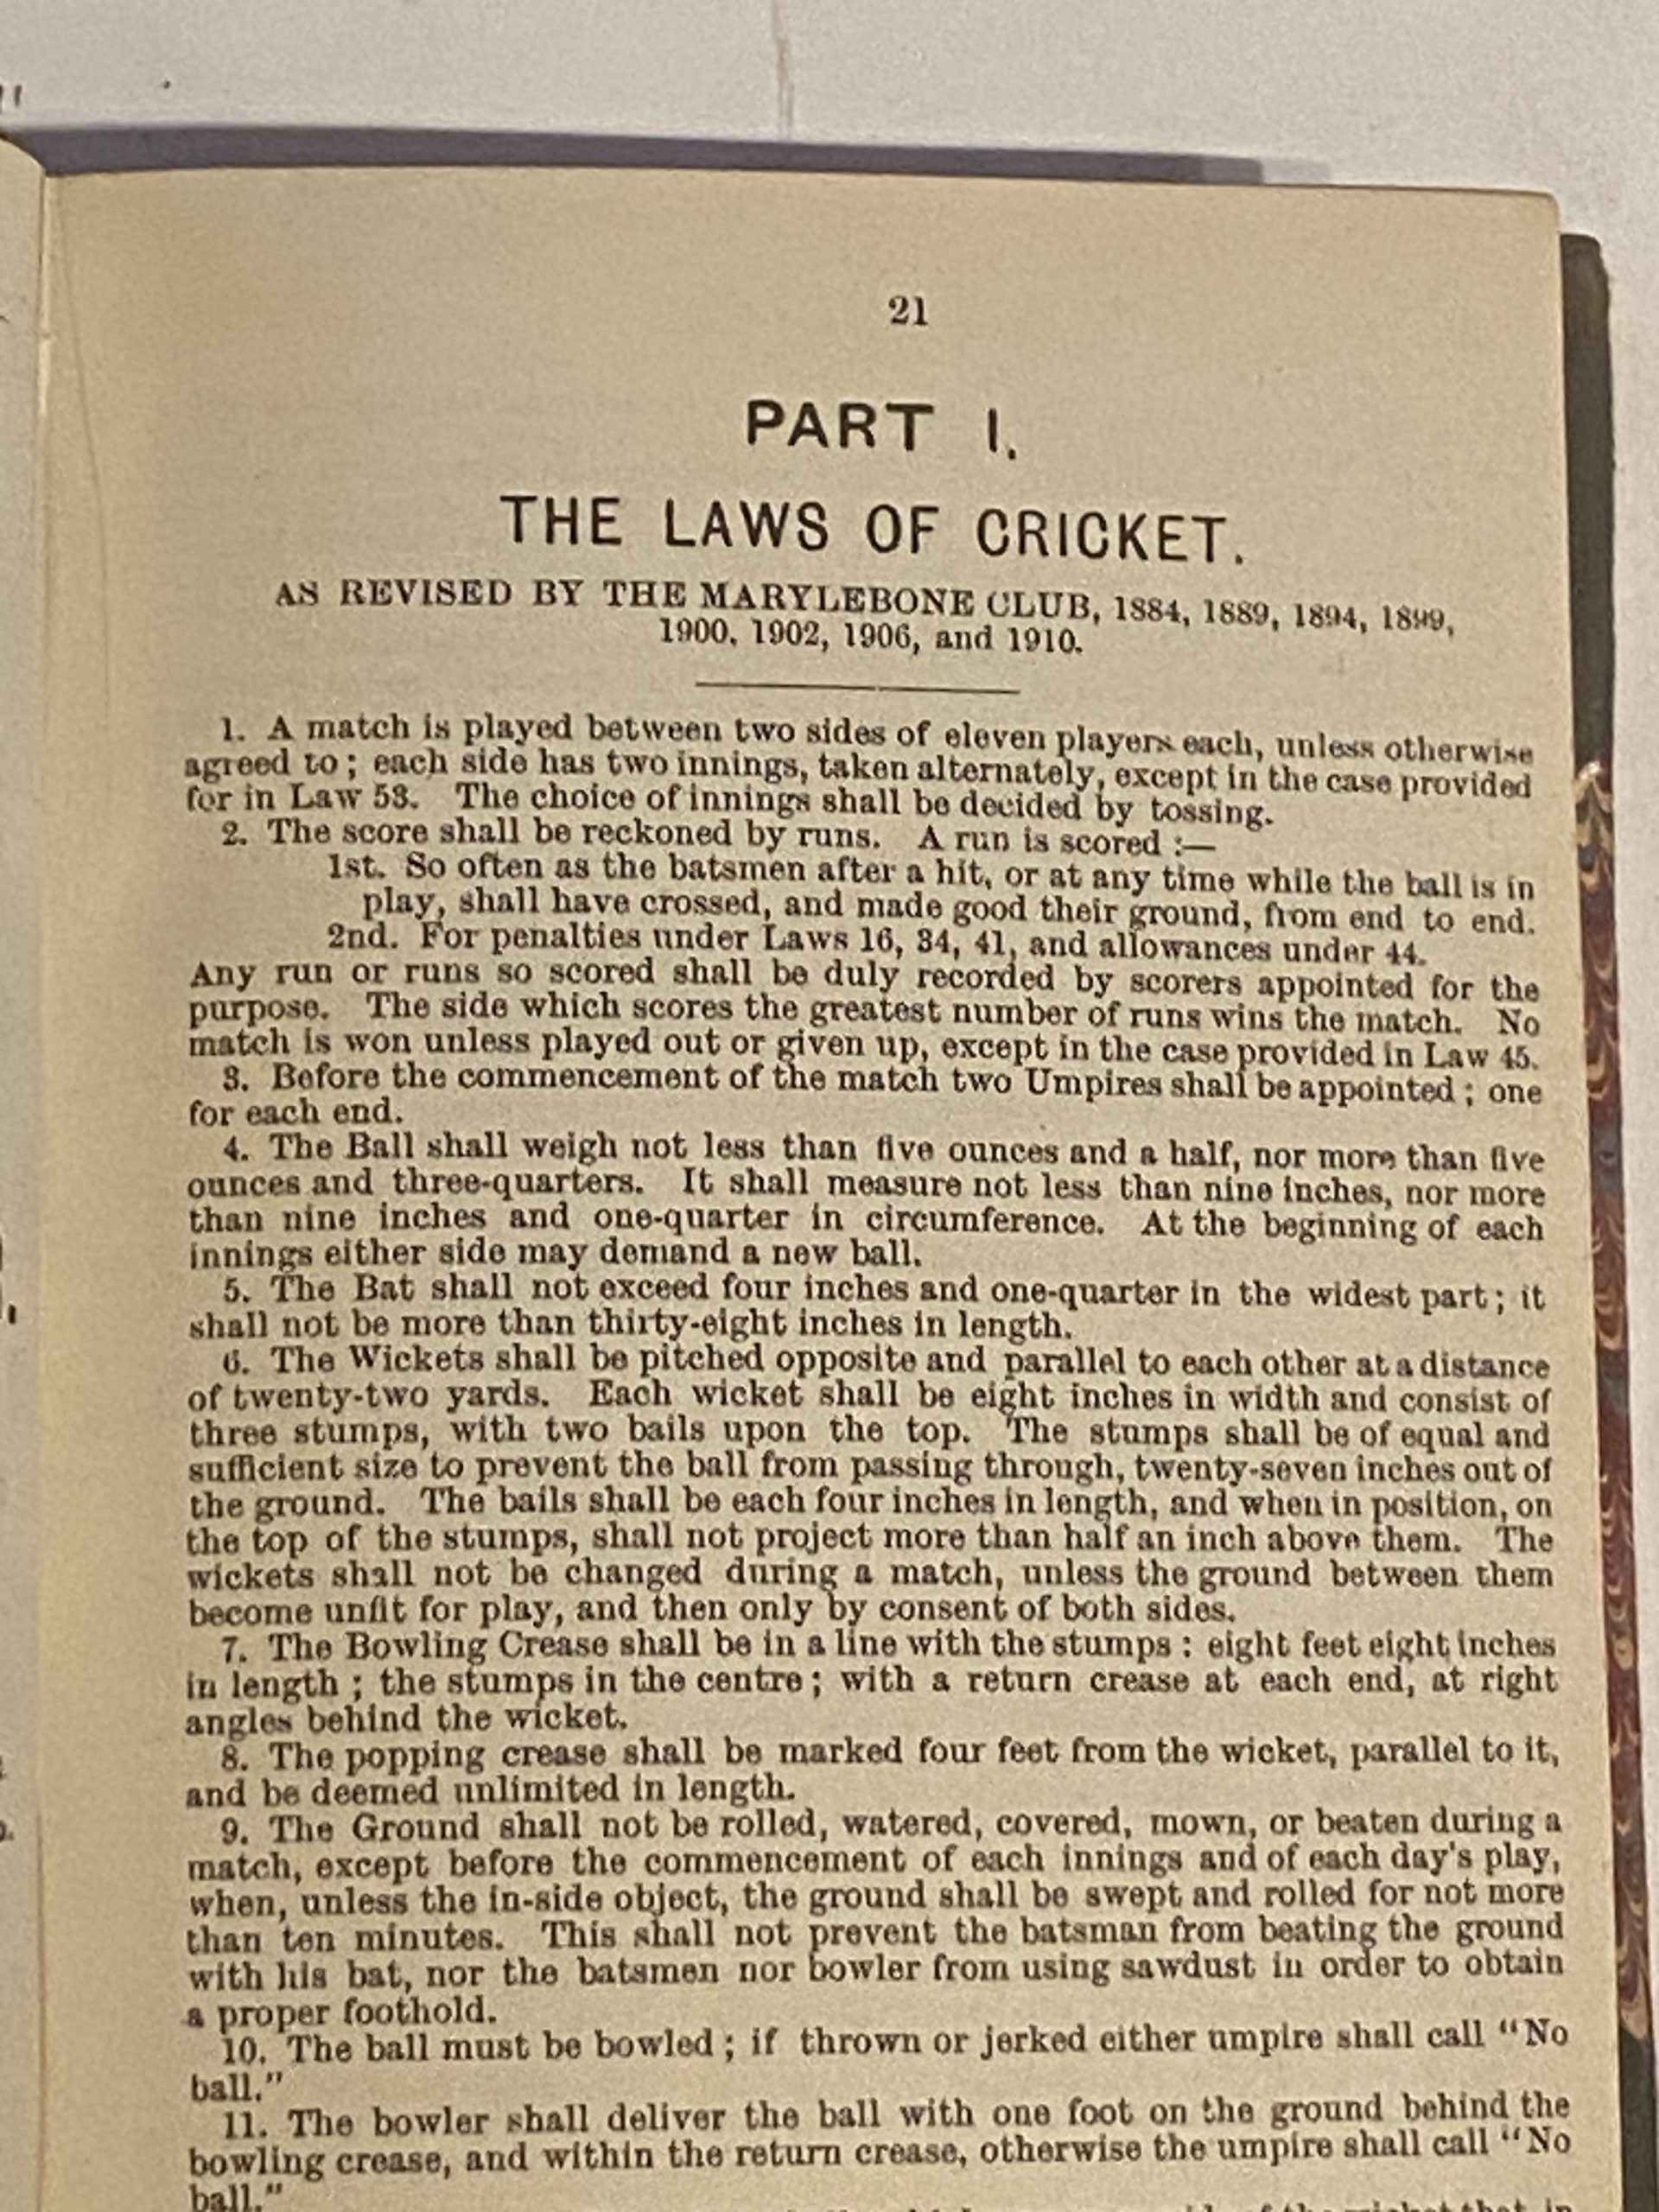 21
PART I.
THE LAWS OF CRICKET.
AS REVISED BY THE MARYLEBONE CLUB, 1884, 1889, 1894, 1899,
1900, 1902, 1906, and 1910.
1. A match is played between two sides of eleven players each, unless otherwise
agreed to; each side has two innings, taken alternately, except in the case provided
for in Law 53. The choice of innings shall be decided by tossing.
2. The score shall be reckoned by runs. A run is scored :—
1st. So often as the batsmen after a hit, or at any time while the ball is in
play, shall have crossed, and made good their ground, from end to end.
2nd. For penalties under Laws 16, 34, 41, and allowances under 44.
Any run or runs so scored shall be duly recorded by scorers appointed for the
purpose. The side which scores the greatest number of runs wins the match. No
match is won unless played out or given up, except in the case provided in Law 45.
3. Before the commencement of the match two Umpires shall be appointed; one
for each end.
4. The Ball shall weigh not less than five ounces and a half, nor more than five
ounces and three-quarters. It shall measure not less than nine inches, nor more
than nine inches and one-quarter in circumference. At the beginning of each
innings either side may demand a new ball.
5. The Bat shall not exceed four inches and one-quarter in the widest part; it
shall not be more than thirty-eight inches in length.
6. The Wickets shall be pitched opposite and parallel to each other at a distance
of twenty-two yards. Each wicket shall be eight inches in width and consist of
three stumps, with two bails upon the top. The stumps shall be of equal and
sufficient size to prevent the ball from passing through, twenty-seven inches out of
the ground. The bails shall be each four inches in length, and when in position, on
the top of the stumps, shall not project more than half an inch above them. The
wickets shall not be changed during a match, unless the ground between them
become unfit for play, and then only by consent of both sides.
7. The Bowling Crease shall be in a line with the stumps : eight feet eight inches
in length; the stumps in the centre; with a return crease at each end, at right
angles behind the wicket.
8. The popping crease shall be marked four feet from the wicket, parallel to it,
and be deemed unlimited in length.
9. The Ground shall not be rolled, watered, covered, mown, or beaten during a
match, except before the commencement of each innings and of each day's play,
when, unless the in-side object, the ground shall be swept and rolled for not more
than ten minutes. This shall not prevent the batsman from beating the ground
with his bat, nor the batsmen nor bowler from using sawdust in order to obtain
a proper foothold.
10. The ball must be bowled; if thrown or jerked either umpire shall call "No
ball."
11. The bowler shall deliver the ball with one foot on the ground behind the
bowling crease, and within the return crease, otherwise the umpire shall call "No
ball."